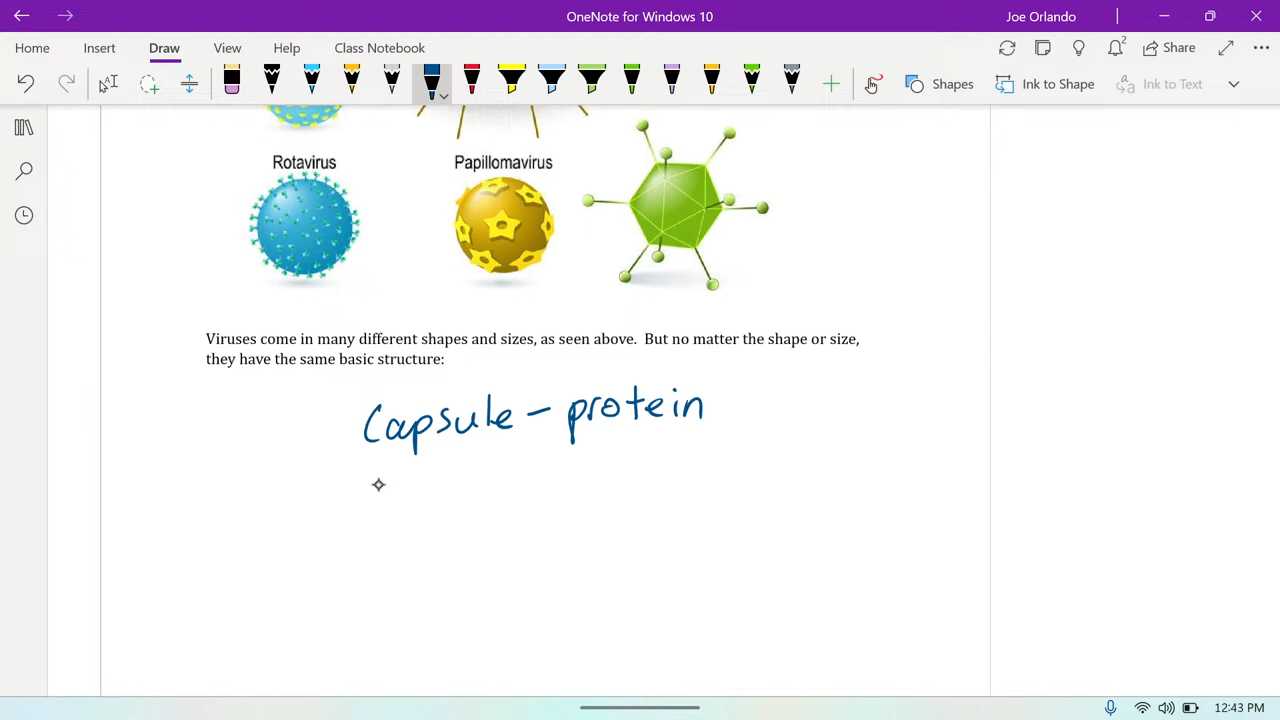 OneNote for Windows 10
Joe Orlando
Home Insert Draw View Help Class Notebook
2
Share
Shapes
Ink to Shape
Ink to Text
Rotavirus
Papillomavirus
Viruses come in many different shapes and sizes, as seen above. But no matter the shape or size,
they have the same basic structure:
Capsule - protein
12:43 PM